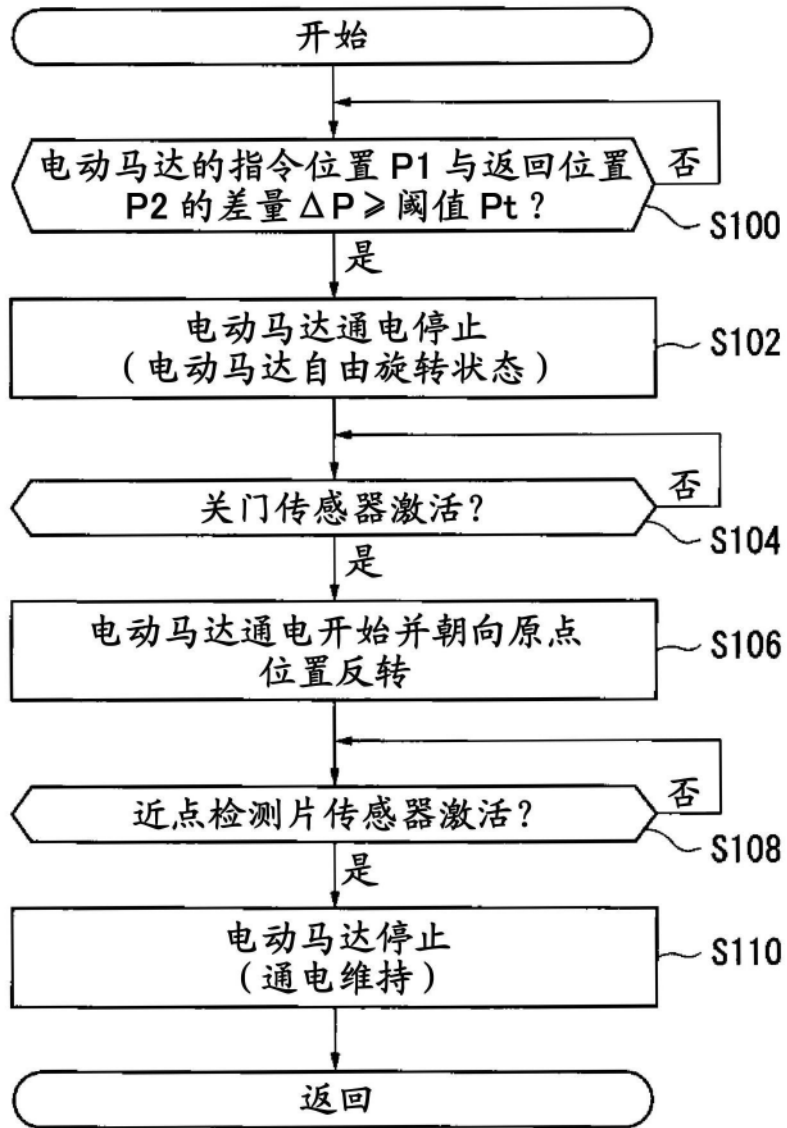 开始
电动马达的指令位置 P1 与返回位置
P2 的差量 ΔP ≥ 阈值 Pt？
否
S100
是
电动马达通电停止
（电动马达自由旋转状态）
S102
关门传感器激活？
否
S104
是
电动马达通电开始并朝向原点
位置反转
S106
近点检测片传感器激活？
否
S108
是
电动马达停止
（通电维持）
S110
返回